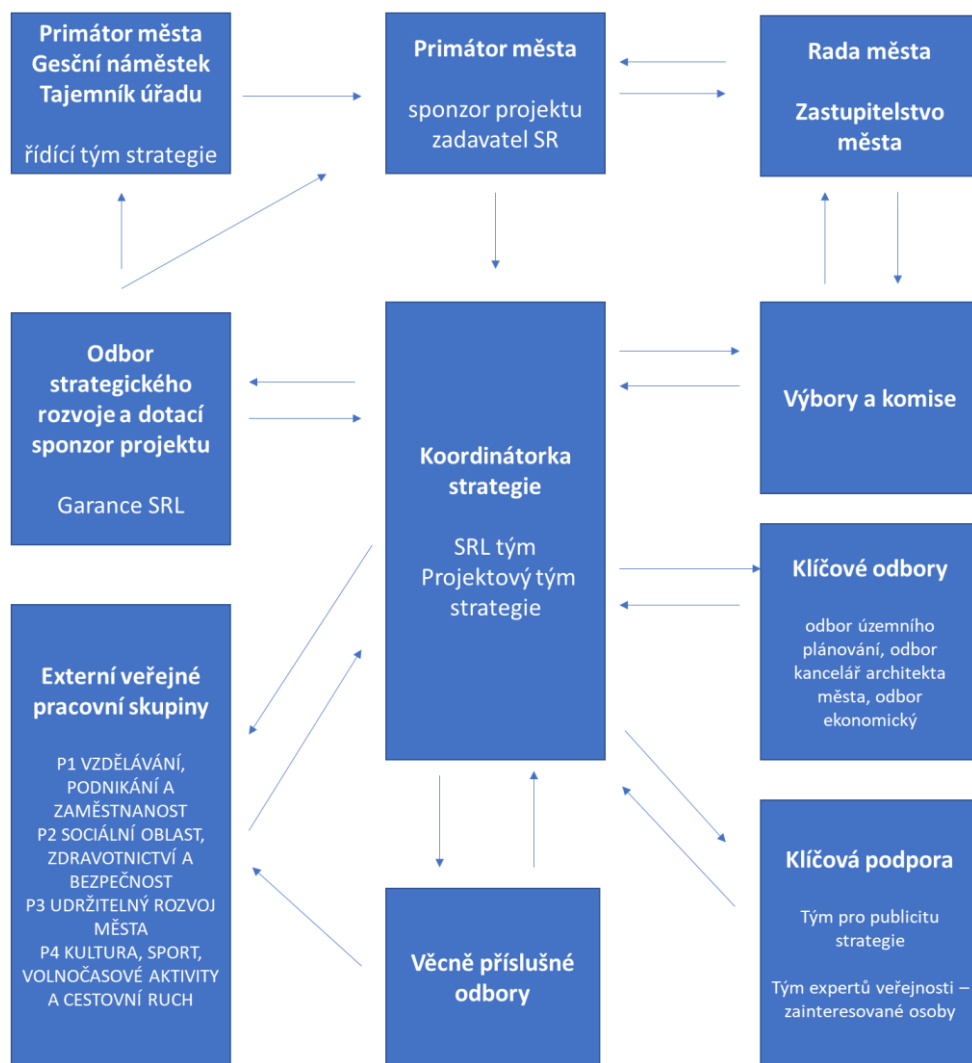 Primátor města
Gesční náměstek
Tajemník úřadu
řídící tým strategie
Primátor města
sponzor projektu
zadavatel SR
Rada města
Zastupitelstvo
města
Odbor
strategického
rozvoje a dotací
sponzor projektu
Garance SRL
Koordinátorka
strategie
SRL tým
Projektový tým
strategie
Výbory a komise
Klíčové odbory
odbor územního
plánování, odbor
kancelář architekta
města, odbor
ekonomický
Externí veřejné
pracovní skupiny
P1 VZDĚLÁVÁNÍ,
PODNIKÁNÍ A
ZAMĚSTNANOST
P2 SOCIÁLNÍ OBLAST,
ZDRAVOTNICTVÍ A
BEZPEČNOST
P3 UDRŽITELNÝ ROZVOJ
MĚSTA
P4 KULTURA, SPORT,
VOLNOČASOVÉ AKTIVITY
A CESTOVNÍ RUCH
Věcně příslušné
odbory
Klíčová podpora
Tým pro publicitu
strategie
Tým expertů veřejnosti –
zainteresované osoby